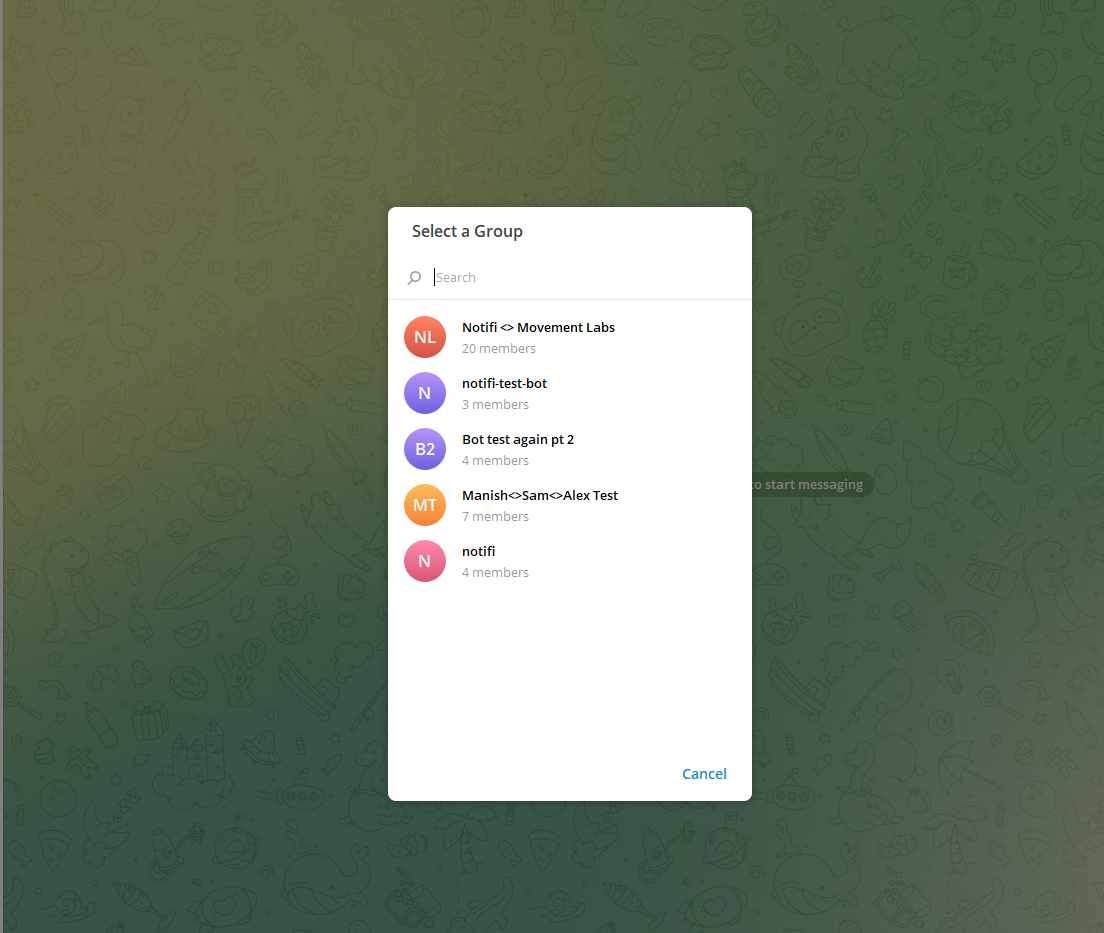 Select a Group
Search
NL
Notifi <> Movement Labs
20 members
N
notifi-test-bot
3 members
B2
Bot test again pt 2
4 members
to start messaging
MT
Manish<>Sam<>Alex Test
7 members
N
notifi
4 members
Cancel